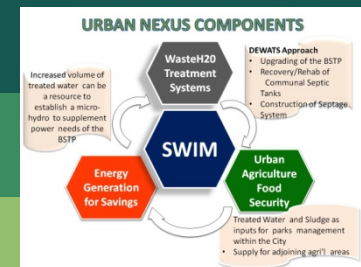 URBAN NEXUS COMPONENTS
WasteH20
Treatment
Systems
DEWATS Approach
• Upgrading of the BSTP
• Recovery/Rehab of
Communal Septic
Tanks
• Construction of Septage
System
Increased volume of
treated water can be
a resource to
establish a micro-
hydro to supplement
power needs of the
BSTP
SWIM
Energy
Generation
for Savings
Urban
Agriculture
Food
Security
Treated Water and Sludge as
inputs for parks management
within the City
• Supply for adjoining agri'l areas